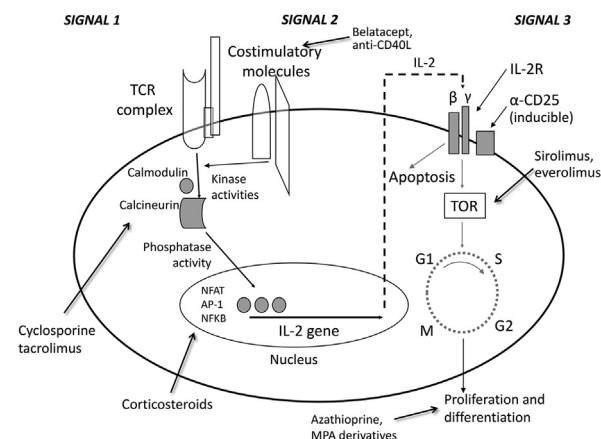 SIGNAL 1
SIGNAL 2
SIGNAL 3
Belatacept,
anti-CD40L
Costimulatory
molecules
TCR
complex
IL-2
IL-2R
β γ
α-CD25
(inducible)
Calmodulin
Kinase
activities
Calcineurin
Apoptosis
Sirolimus,
everolimus
TOR
Phosphatase
activity
G1
S
NFAT
AP-1
NFKB
IL-2 gene
M
G2
Nucleus
Cyclosporine
tacrolimus
Corticosteroids
Proliferation and
differentiation
Azathioprine,
MPA derivatives